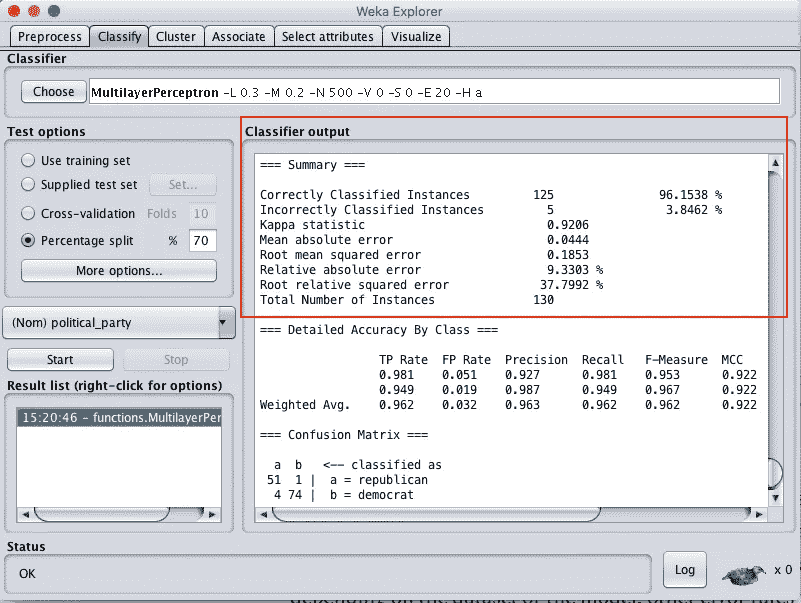 Weka Explorer
Preprocess Classify Cluster Associate Select attributes Visualize
Classifier
Choose MultilayerPerceptron -L 0.3 -M 0.2 -N 500 -V 0 -S 0 -E 20 -H a
Test options
Use training set
Supplied test set Set...
Cross-validation Folds 10
Percentage split % 70
More options...
(Nom) political_party
Start Stop
Result list (right-click for options)
15:20:46 - functions.MultilayerPer
Classifier output
=== Summary ===
Correctly Classified Instances 125 96.1538 %
Incorrectly Classified Instances 5 3.8462 %
Kappa statistic 0.9206
Mean absolute error 0.0444
Root mean squared error 0.1853
Relative absolute error 9.3303 %
Root relative squared error 37.7992 %
Total Number of Instances 130
=== Detailed Accuracy By Class ===
TP Rate FP Rate Precision Recall F-Measure MCC
0.981 0.051 0.927 0.981 0.953 0.922
0.949 0.019 0.987 0.949 0.967 0.922
Weighted Avg. 0.962 0.032 0.963 0.962 0.962 0.922
=== Confusion Matrix ===
a b <-- classified as
51 1 | a = republican
4 74 | b = democrat
Status
OK
Log
x 0